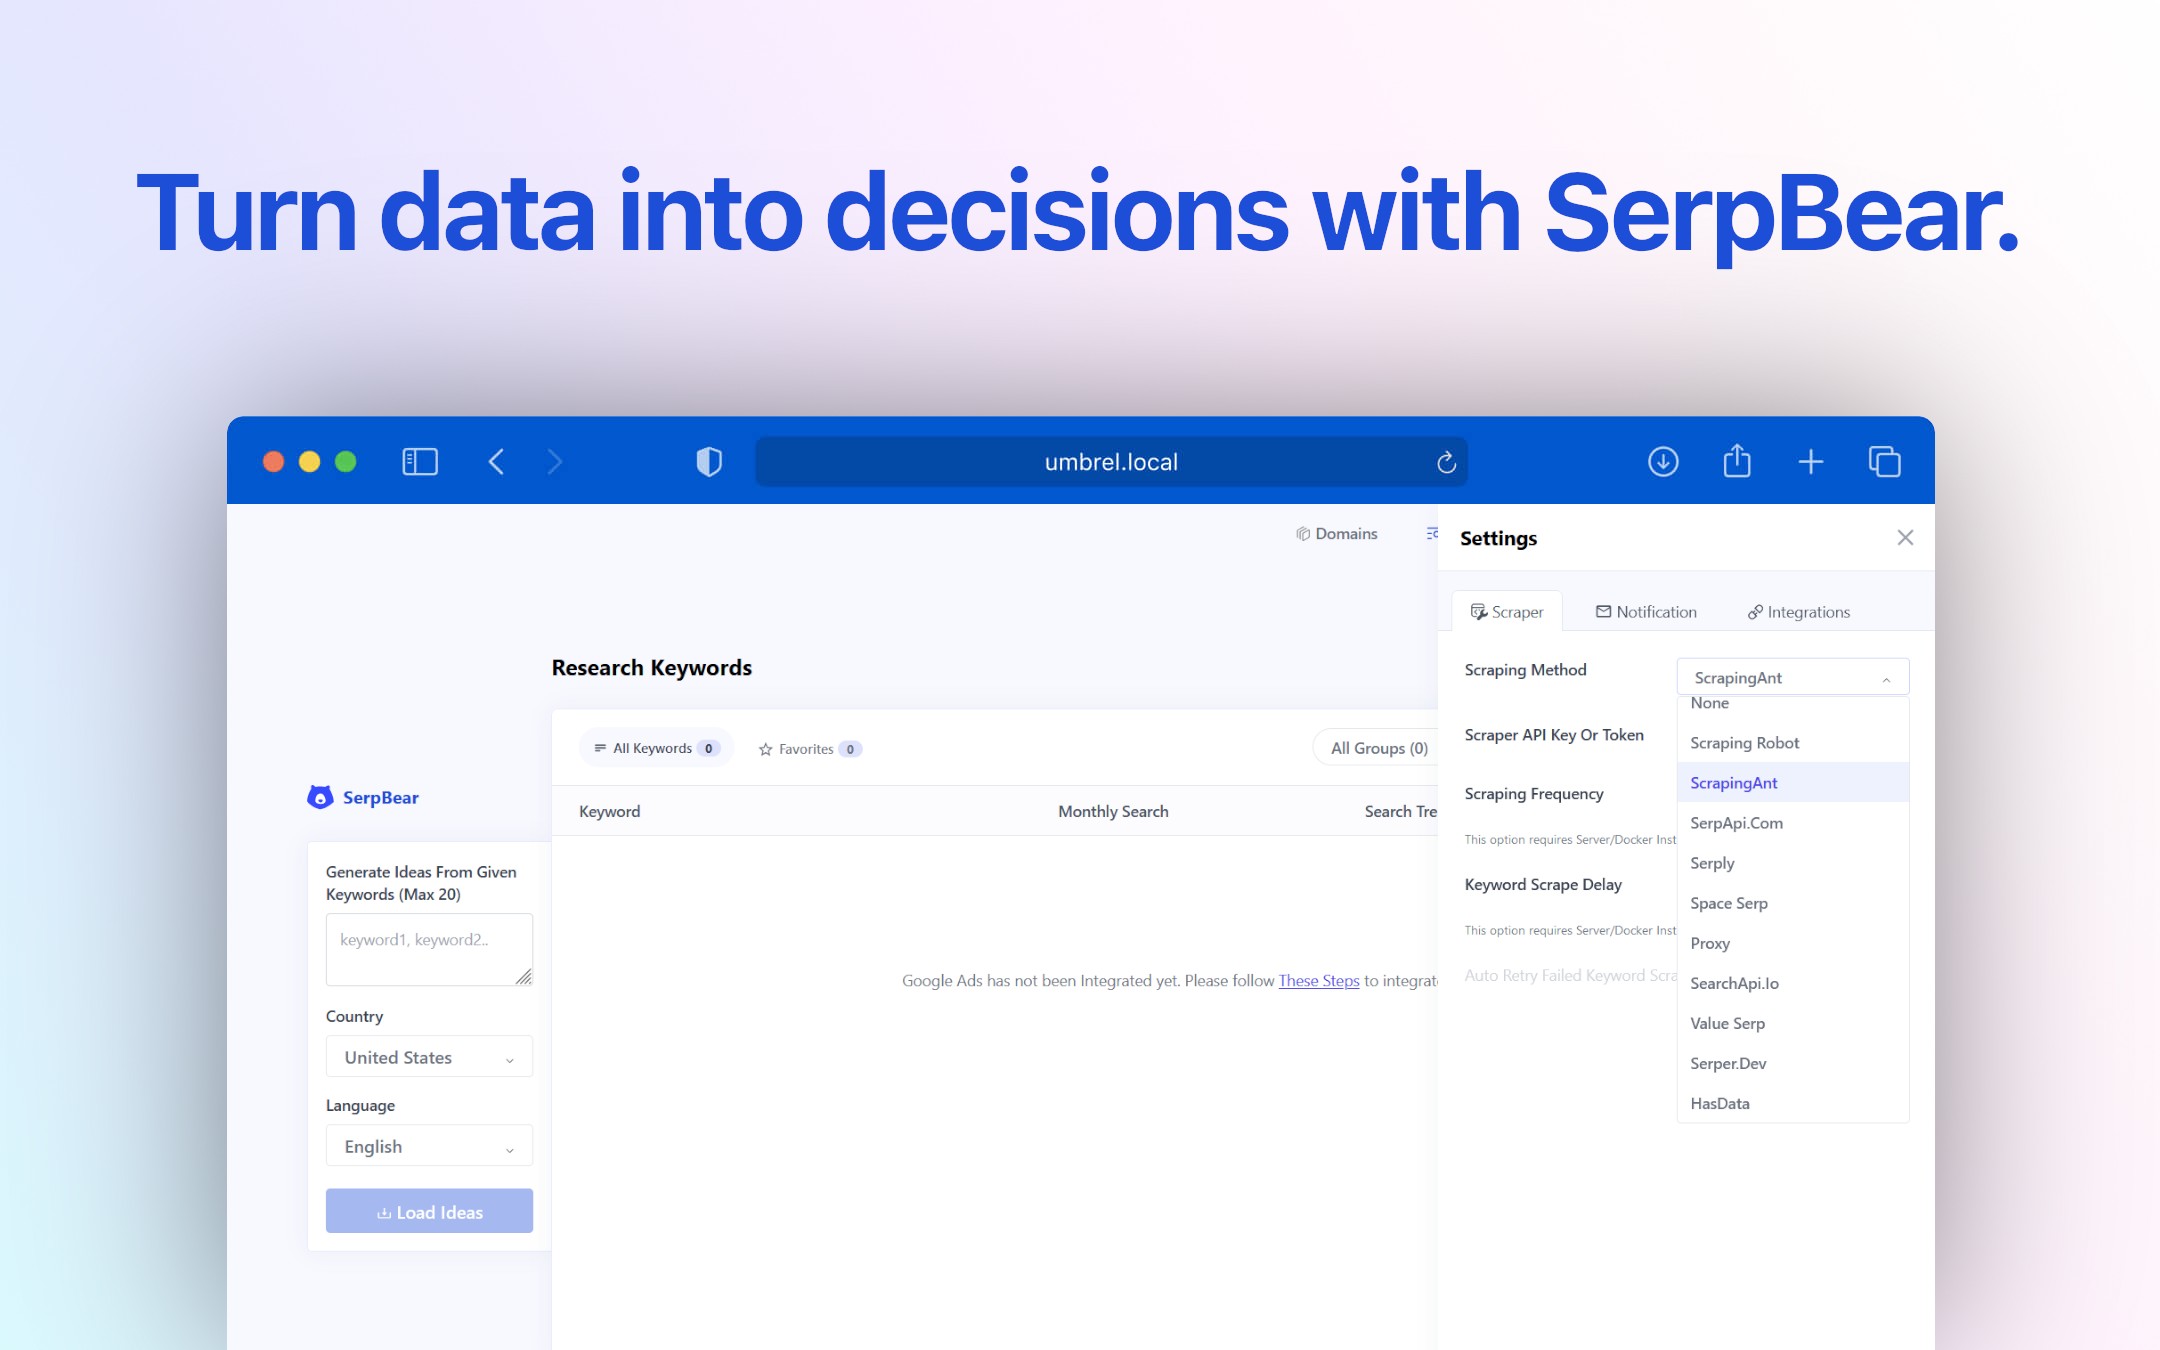 Turn data into decisions with SerpBear.
umbrel.local
Domains
Settings
Scraper
Notification
Integrations
Research Keywords
Scraping Method
ScrapingAnt
None
Scraping Robot
ScrapingAnt
SerpApi.Com
Serply
Space Serp
Proxy
SearchApi.Io
Value Serp
Serper.Dev
HasData
Scraper API Key Or Token
Scraping Frequency
This option requires Server/Docker Inst
Keyword Scrape Delay
This option requires Server/Docker Inst
Auto Retry Failed Keyword Scra
All Keywords 0
Favorites 0
All Groups (0)
SerpBear
Keyword
Monthly Search
Search Tre
Generate Ideas From Given
Keywords (Max 20)
keyword1, keyword2..
Google Ads has not been Integrated yet. Please follow These Steps to integrat
Country
United States
Language
English
Load Ideas